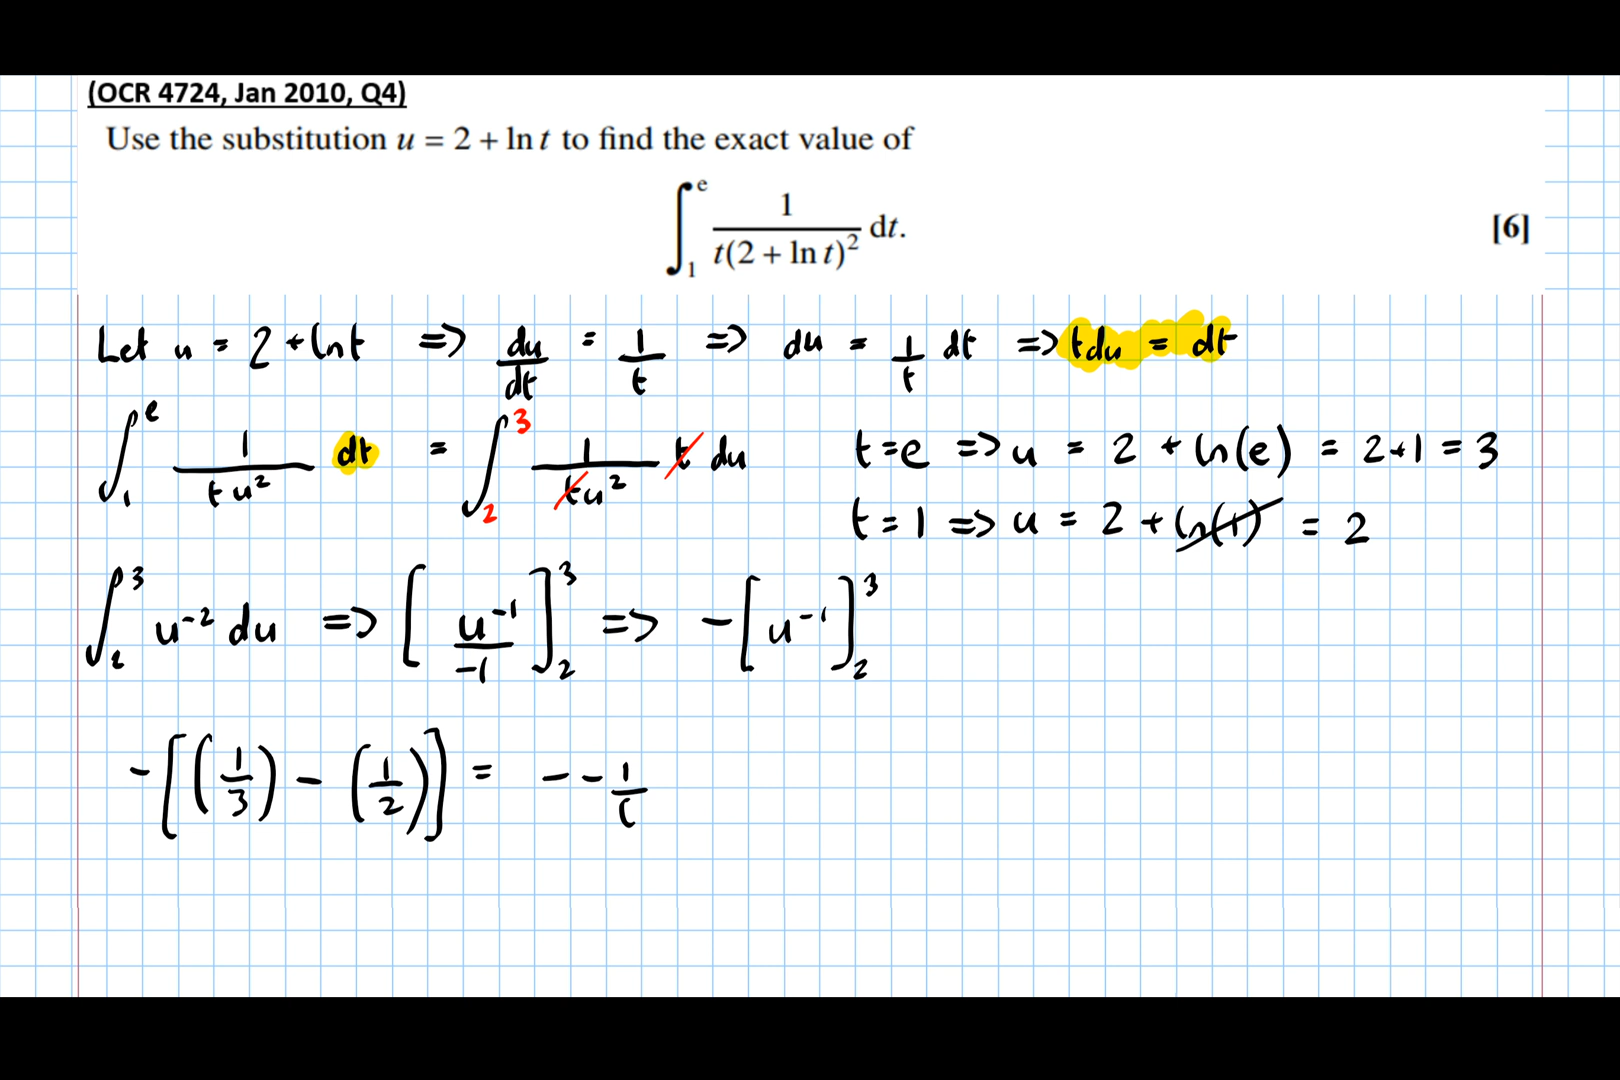 (OCR 4724, Jan 2010, Q4)
Use the substitution u = 2 + ln t to find the exact value of
∫₁ᵉ 1/(t(2 + ln t)²) dt. [6]
Let u = 2 + ln t => du/dt = 1/t => du = 1/t dt => t du = dt
∫₁ᵉ 1/(t u²) dt = ∫₂³ 1/(t u²) t du t = e => u = 2 + ln(e) = 2 + 1 = 3
t = 1 => u = 2 + ln(1) = 2
∫₂³ u⁻² du => [u⁻¹/-1]₂³ => -[u⁻¹]₂³
-[(1/3) - (1/2)] = - - 1/